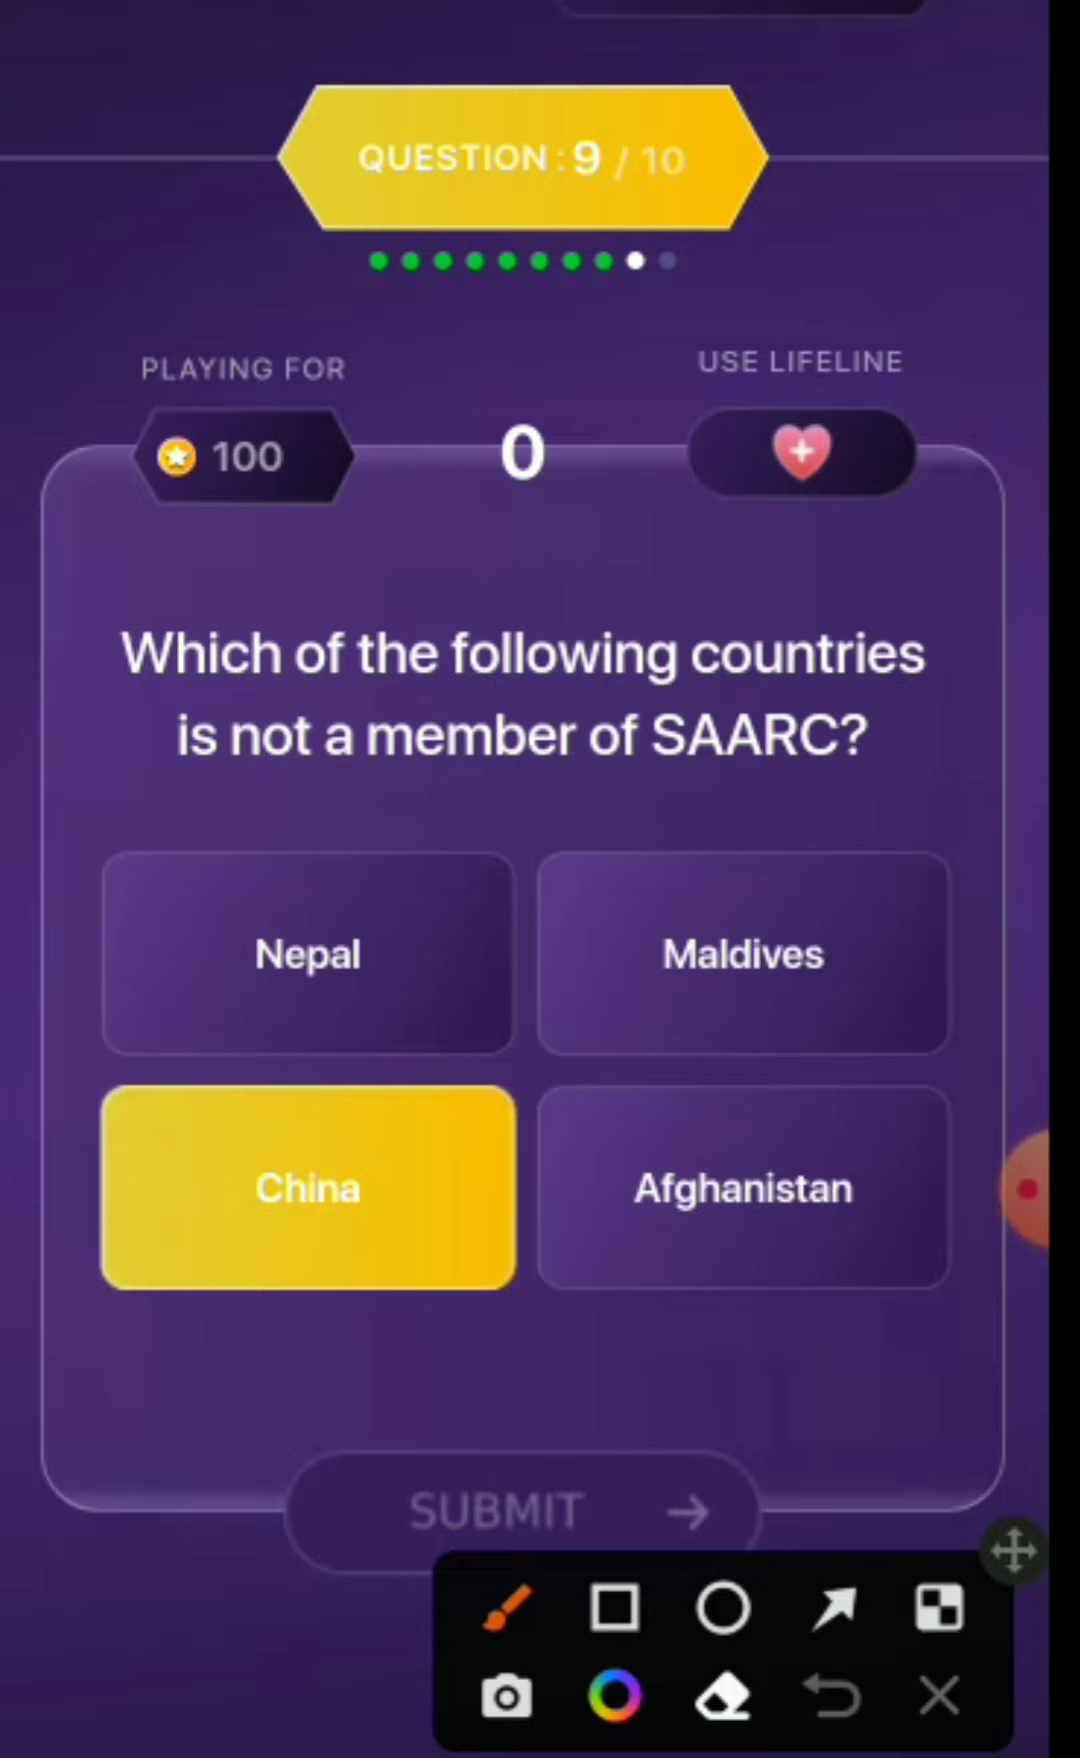 QUESTION : 9 / 10
PLAYING FOR
USE LIFELINE
100
0
Which of the following countries
is not a member of SAARC?
Nepal
Maldives
China
Afghanistan
SUBMIT